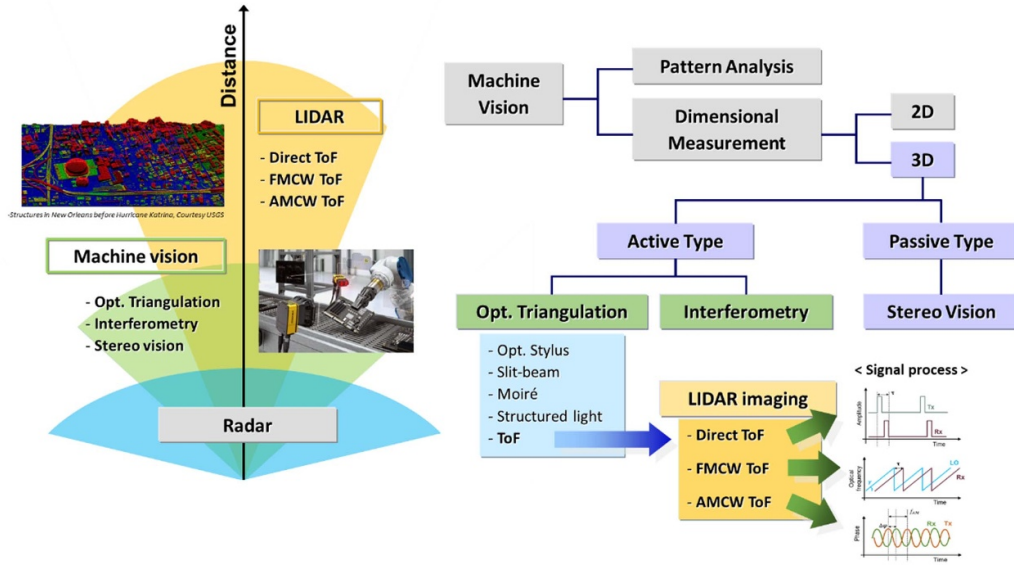 Distance
LIDAR
- Direct ToF
- FMCW ToF
- AMCW ToF
-Structures in New Orleans before Hurricane Katrina, Courtesy USGS
Machine vision
- Opt. Triangulation
- Interferometry
- Stereo vision
Radar
Machine
Vision
Pattern Analysis
Dimensional
Measurement
2D
3D
Active Type
Passive Type
Opt. Triangulation
Interferometry
Stereo Vision
- Opt. Stylus
- Slit-beam
- Moiré
- Structured light
- ToF
LIDAR imaging
- Direct ToF
- FMCW ToF
- AMCW ToF
< Signal process >
Amplitude
Tx
Rx
Time
Optical
frequency
LO
Rx
Time
Phase
Δφ
Rx
Tx
Time